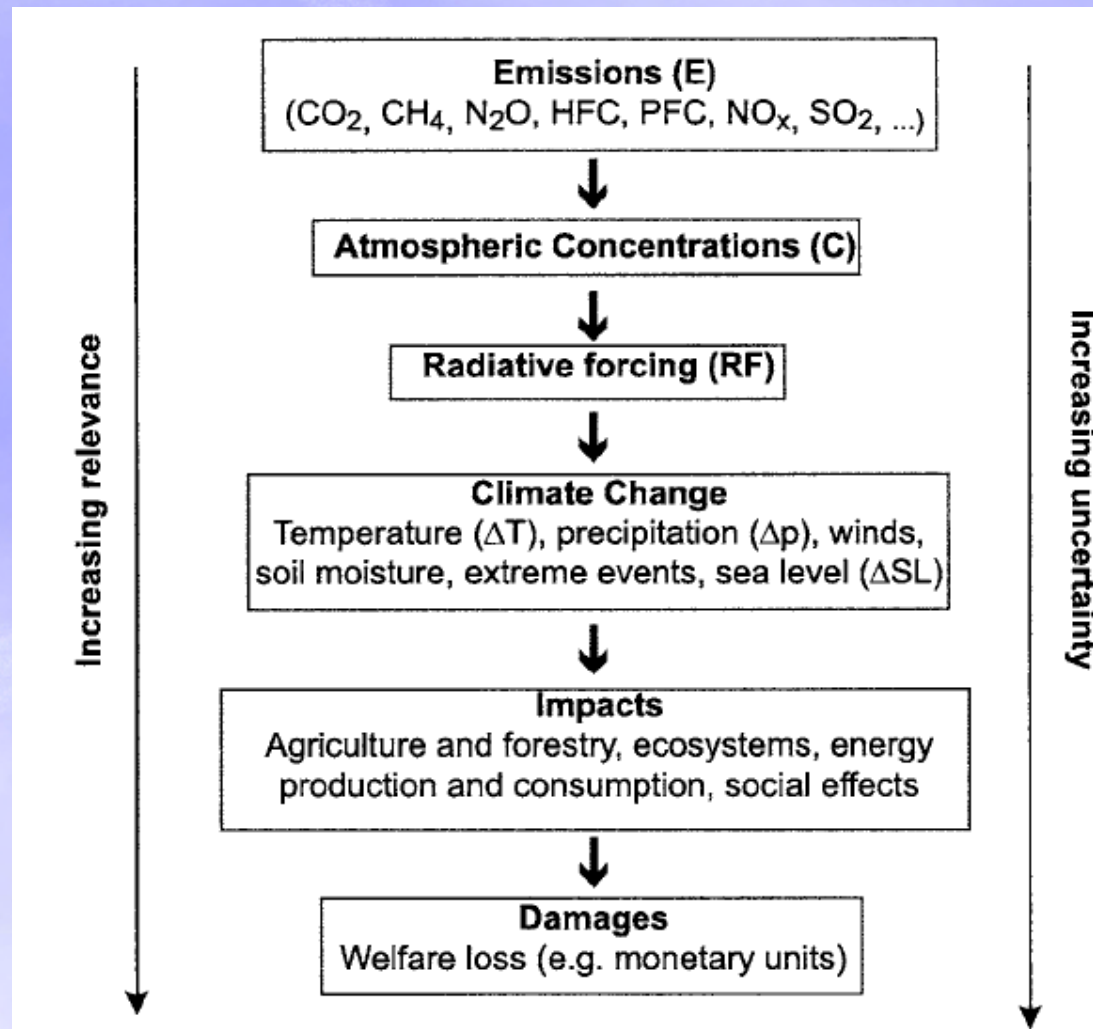 Emissions (E)
(CO₂, CH₄, N₂O, HFC, PFC, NOₓ, SO₂, ...)
Atmospheric Concentrations (C)
Radiative forcing (RF)
Climate Change
Temperature (ΔT), precipitation (Δp), winds,
soil moisture, extreme events, sea level (ΔSL)
Impacts
Agriculture and forestry, ecosystems, energy
production and consumption, social effects
Damages
Welfare loss (e.g. monetary units)
Increasing relevance
Increasing uncertainty